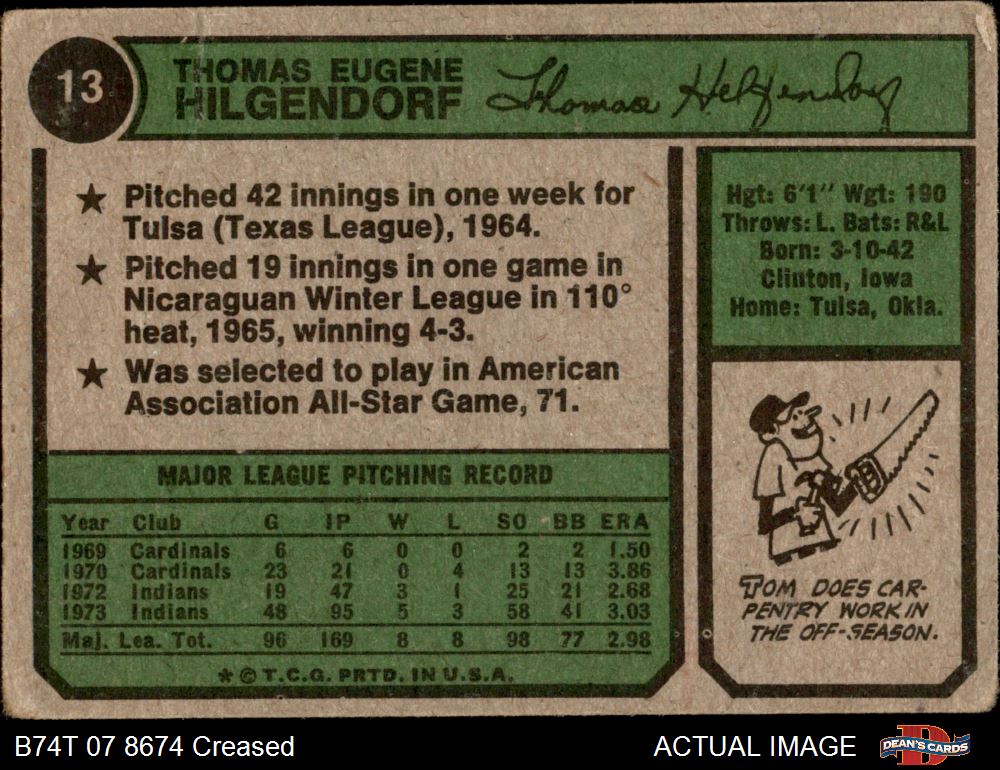 13
THOMAS EUGENE
HILGENDORF
Thomas Hilgendorf
★ Pitched 42 innings in one week for
Tulsa (Texas League), 1964.
★ Pitched 19 innings in one game in
Nicaraguan Winter League in 110°
heat, 1965, winning 4-3.
★ Was selected to play in American
Association All-Star Game, 71.
Hgt: 6'1" Wgt: 190
Throws: L. Bats: R&L
Born: 3-10-42
Clinton, Iowa
Home: Tulsa, Okla.
MAJOR LEAGUE PITCHING RECORD
Year Club G IP W L SO BB ERA
1969 Cardinals 6 6 0 0 2 2 1.50
1970 Cardinals 23 21 0 4 13 13 3.86
1972 Indians 19 47 3 1 25 21 2.68
1973 Indians 48 95 5 3 58 41 3.03
Maj. Lea. Tot. 96 169 8 8 98 77 2.98
* © T.C.G. PRTD. IN U.S.A.
TOM DOES CAR-
PENTRY WORK IN
THE OFF-SEASON.
B74T 07 8674 Creased
ACTUAL IMAGE
DEAN'S CARDS